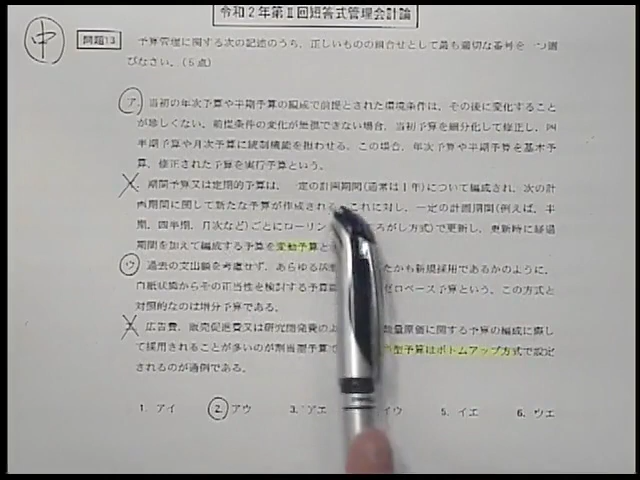 令和2年第Ⅱ回短答式管理会計論
中 問題13 予算管理に関する次の記述のうち，正しいものの組合せとして最も適切な番号を一つ選
びなさい。（5点）
ア．当初の年次予算や半期予算の編成で前提とされた環境条件は，その後に変化すること
が珍しくない。前提条件の変化が無視できない場合，当初予算を細分化して修正し，四
半期予算や月次予算に統制機能を担わせる。この場合，年次予算や半期予算を基本予
算，修正された予算を実行予算という。
期間予算又は定期的予算は，一定の計画期間（通常は1年）について編成され，次の計
画期間に関して新たな予算が作成される これに対し，一定の計画期間（例えば，半
期，四半期，月次など）ごとにローリン ろがし方式）で更新し，更新時に経過
期間を加えて編成する予算を変動予算と
ウ．過去の支出額を考慮せず，あらゆる たかも新規採用であるかのように，
白紙状態からその正当性を検討する予算 ゼロベース予算という。この方式と
対照的なのは増分予算である。
広告費，販売促進費又は研究開発費のよ 数量原価に関する予算の編成に際し
て採用されることが多いのが割当型予算で 型予算はボトムアップ方式で設定
されるのが通例である。
1．アイ 2．アウ 3．アエ イウ 5．イエ 6．ウエ